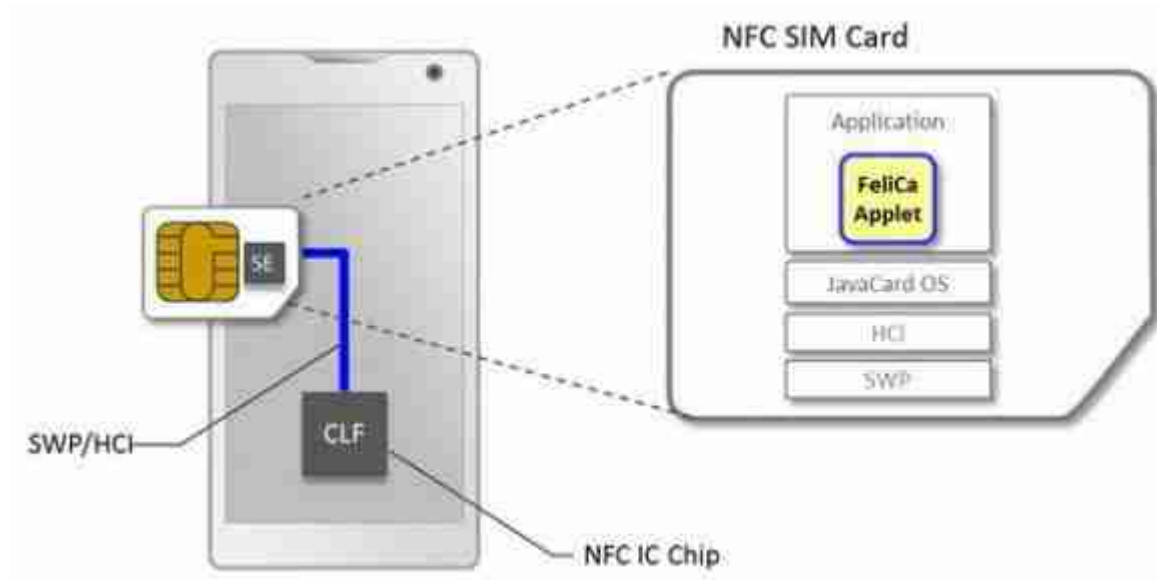 NFC SIM Card
Application
FeliCa
Applet
JavaCard OS
HCI
SWP
SE
CLF
SWP/HCI
NFC IC Chip